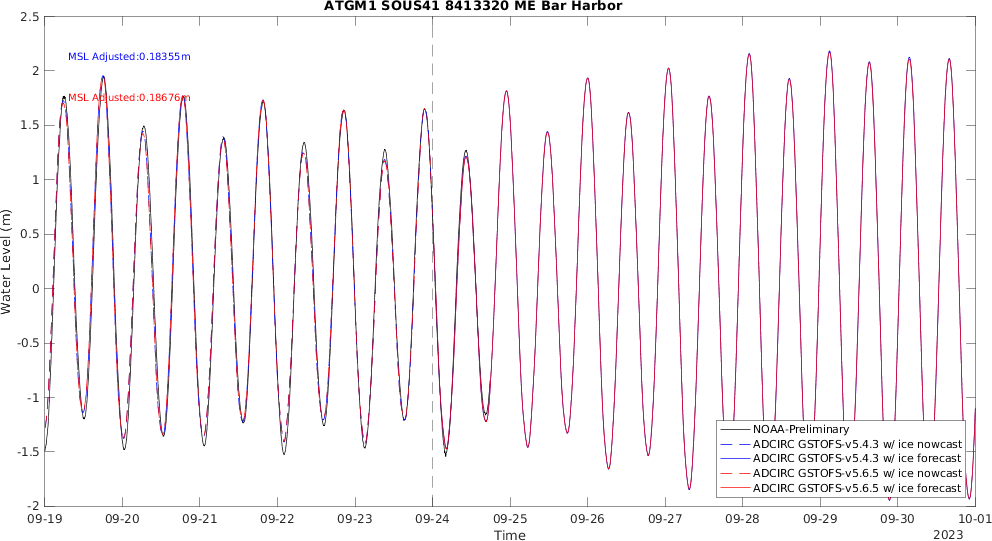 ATGM1 SOUS41 8413320 ME Bar Harbor
2.5
2
1.5
1
0.5
0
-0.5
-1
-1.5
-2
Water Level (m)
MSL Adjusted:0.18355m
MSL Adjusted:0.18676m
NOAA-Preliminary
ADCIRC GSTOFS-v5.4.3 w/ ice nowcast
ADCIRC GSTOFS-v5.4.3 w/ ice forecast
ADCIRC GSTOFS-v5.6.5 w/ ice nowcast
ADCIRC GSTOFS-v5.6.5 w/ ice forecast
09-19 09-20 09-21 09-22 09-23 09-24 09-25 09-26 09-27 09-28 09-29 09-30 10-01
Time
2023